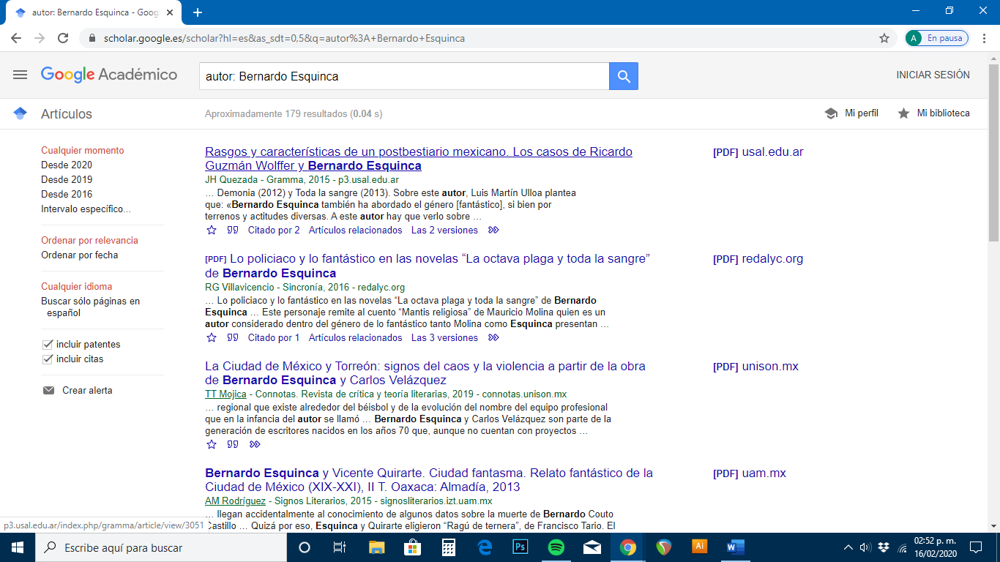 autor: Bernardo Esquinca - Goog
scholar.google.es/scholar?hl=es&as_sdt=0,5&q=autor%3A+Bernardo+Esquinca
A En pausa
Google Académico
autor: Bernardo Esquinca
INICIAR SESIÓN
Artículos
Aproximadamente 179 resultados (0.04 s)
Mi perfil
Mi biblioteca
Cualquier momento
Desde 2020
Desde 2019
Desde 2016
Intervalo específico...
Ordenar por relevancia
Ordenar por fecha
Cualquier idioma
Buscar sólo páginas en
español
incluir patentes
incluir citas
Crear alerta
Rasgos y características de un postbestiario mexicano. Los casos de Ricardo
Guzmán Wolffer y Bernardo Esquinca
JH Quezada - Gramma, 2015 - p3.usal.edu.ar
… Demonia (2012) y Toda la sangre (2013). Sobre este autor, Luis Martín Ulloa plantea
que: «Bernardo Esquinca también ha abordado el género [fantástico], si bien por
terrenos y actitudes diversas. A este autor hay que verlo sobre …
Citado por 2 Artículos relacionados Las 2 versiones
[PDF] usal.edu.ar
[PDF] Lo policiaco y lo fantástico en las novelas “La octava plaga y toda la sangre”
de Bernardo Esquinca
RG Villavicencio - Sincronía, 2016 - redalyc.org
… Lo policiaco y lo fantástico en las novelas “La octava plaga y toda la sangre” de Bernardo
Esquinca … Este personaje remite al cuento “Mantis religiosa” de Mauricio Molina quien es un
autor considerado dentro del género de lo fantástico tanto Molina como Esquinca presentan …
Citado por 1 Artículos relacionados Las 3 versiones
[PDF] redalyc.org
La Ciudad de México y Torreón: signos del caos y la violencia a partir de la obra
de Bernardo Esquinca y Carlos Velázquez
TT Mojica - Connotas. Revista de crítica y teoría literarias, 2019 - connotas.unison.mx
… regional que existe alrededor del béisbol y de la evolución del nombre del equipo profesional
que en la infancia del autor se llamó … Bernardo Esquinca y Carlos Velázquez son parte de la
generación de escritores nacidos en los años 70 que, aunque no cuentan con proyectos …
[PDF] unison.mx
Bernardo Esquinca y Vicente Quirarte. Ciudad fantasma. Relato fantástico de la
Ciudad de México (XIX-XXI), II T. Oaxaca: Almadía, 2013
AM Rodríguez - Signos Literarios, 2015 - signosliterarios.izt.uam.mx
… llegan accidentalmente al conocimiento de algunos datos sobre la muerte de Bernardo Couto
Castillo … Quizá por eso, Esquinca y Quirarte eligieron “Ragú de ternera”, de Francisco Tario. El
[PDF] uam.mx
p3.usal.edu.ar/index.php/gramma/article/view/3051
Escribe aquí para buscar
Ps
Ai
W
02:52 p. m.
16/02/2020